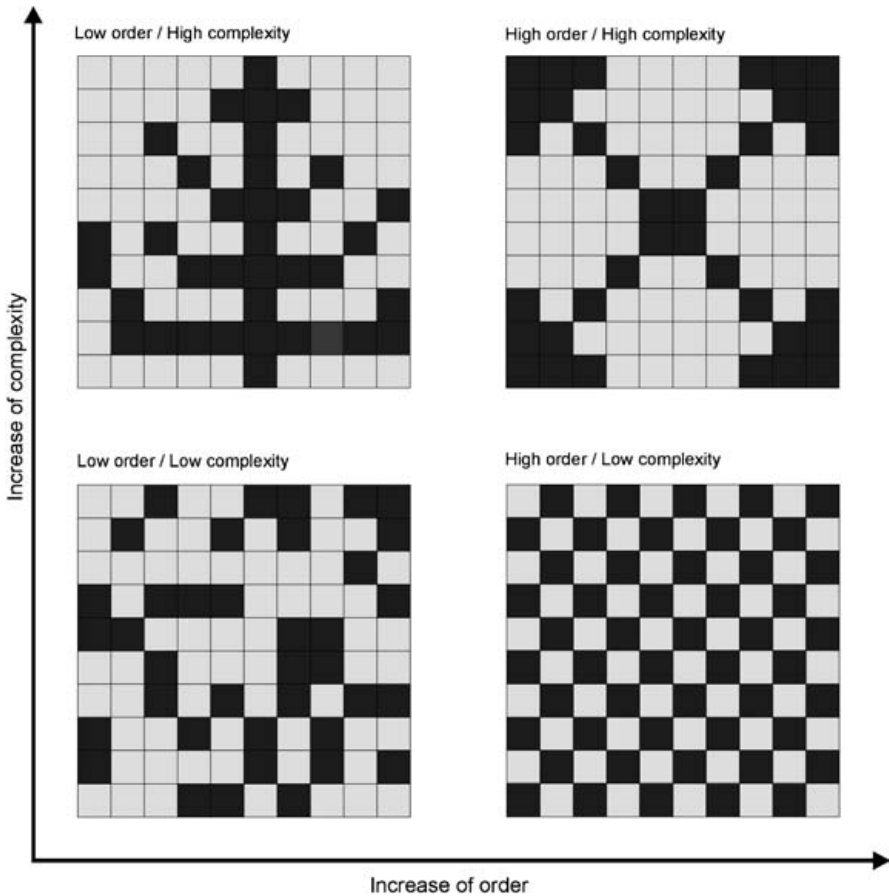 Low order / High complexity
High order / High complexity
Increase of complexity
Low order / Low complexity
High order / Low complexity
Increase of order